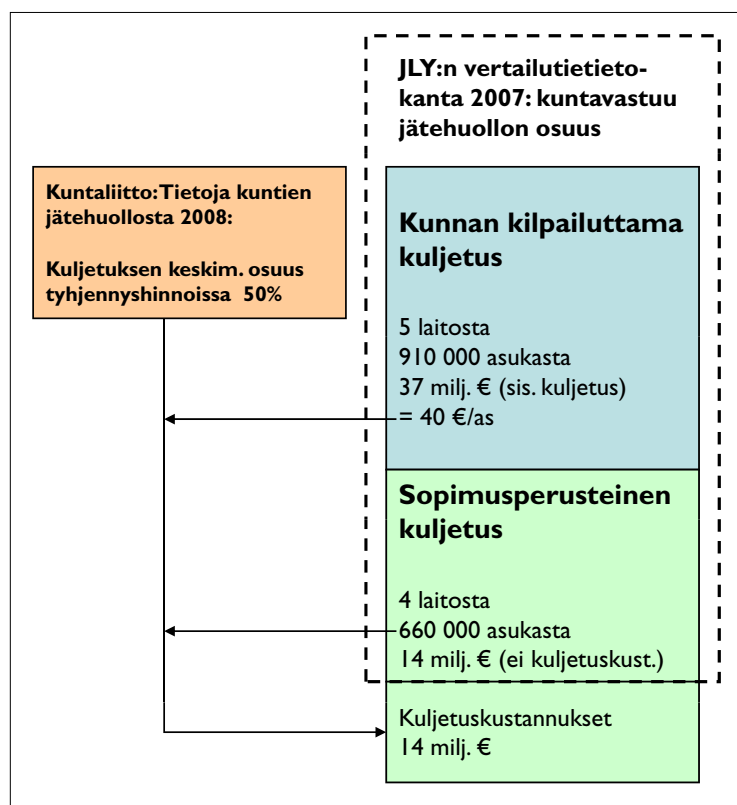 JLY:n vertailutietieto-
kanta 2007: kuntavastuu
jätehuollon osuus
Kuntaliitto: Tietoja kuntien
jätehuollosta 2008:
Kuljetuksen keskim. osuus
tyhjennyshinnoissa 50%
Kunnan kilpailuttama
kuljetus
5 laitosta
910 000 asukasta
37 milj. € (sis. kuljetus)
= 40 €/as
Sopimusperusteinen
kuljetus
4 laitosta
660 000 asukasta
14 milj. € (ei kuljetuskust.)
Kuljetuskustannukset
14 milj. €